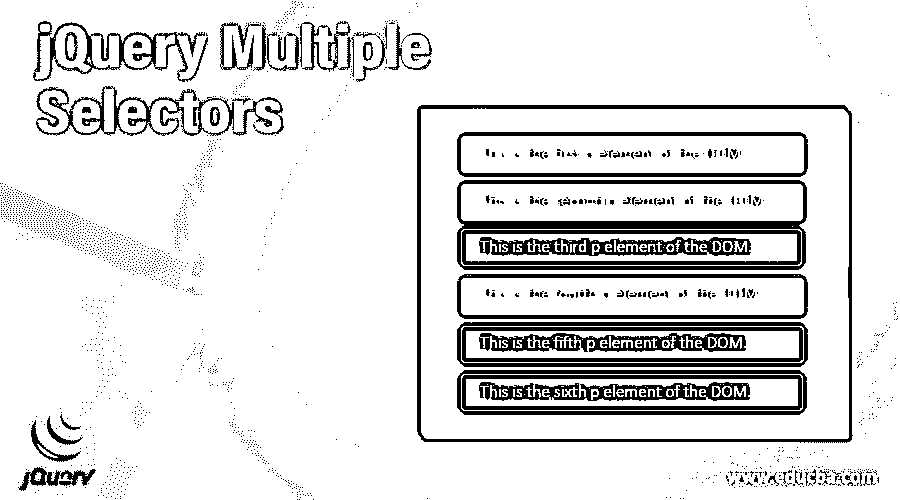 jQuery Multiple
Selectors
This is the first p element of the DOM.
This is the second p element of the DOM.
This is the third p element of the DOM.
This is the fourth p element of the DOM.
This is the fifth p element of the DOM.
This is the sixth p element of the DOM.
jQuery
www.educba.com